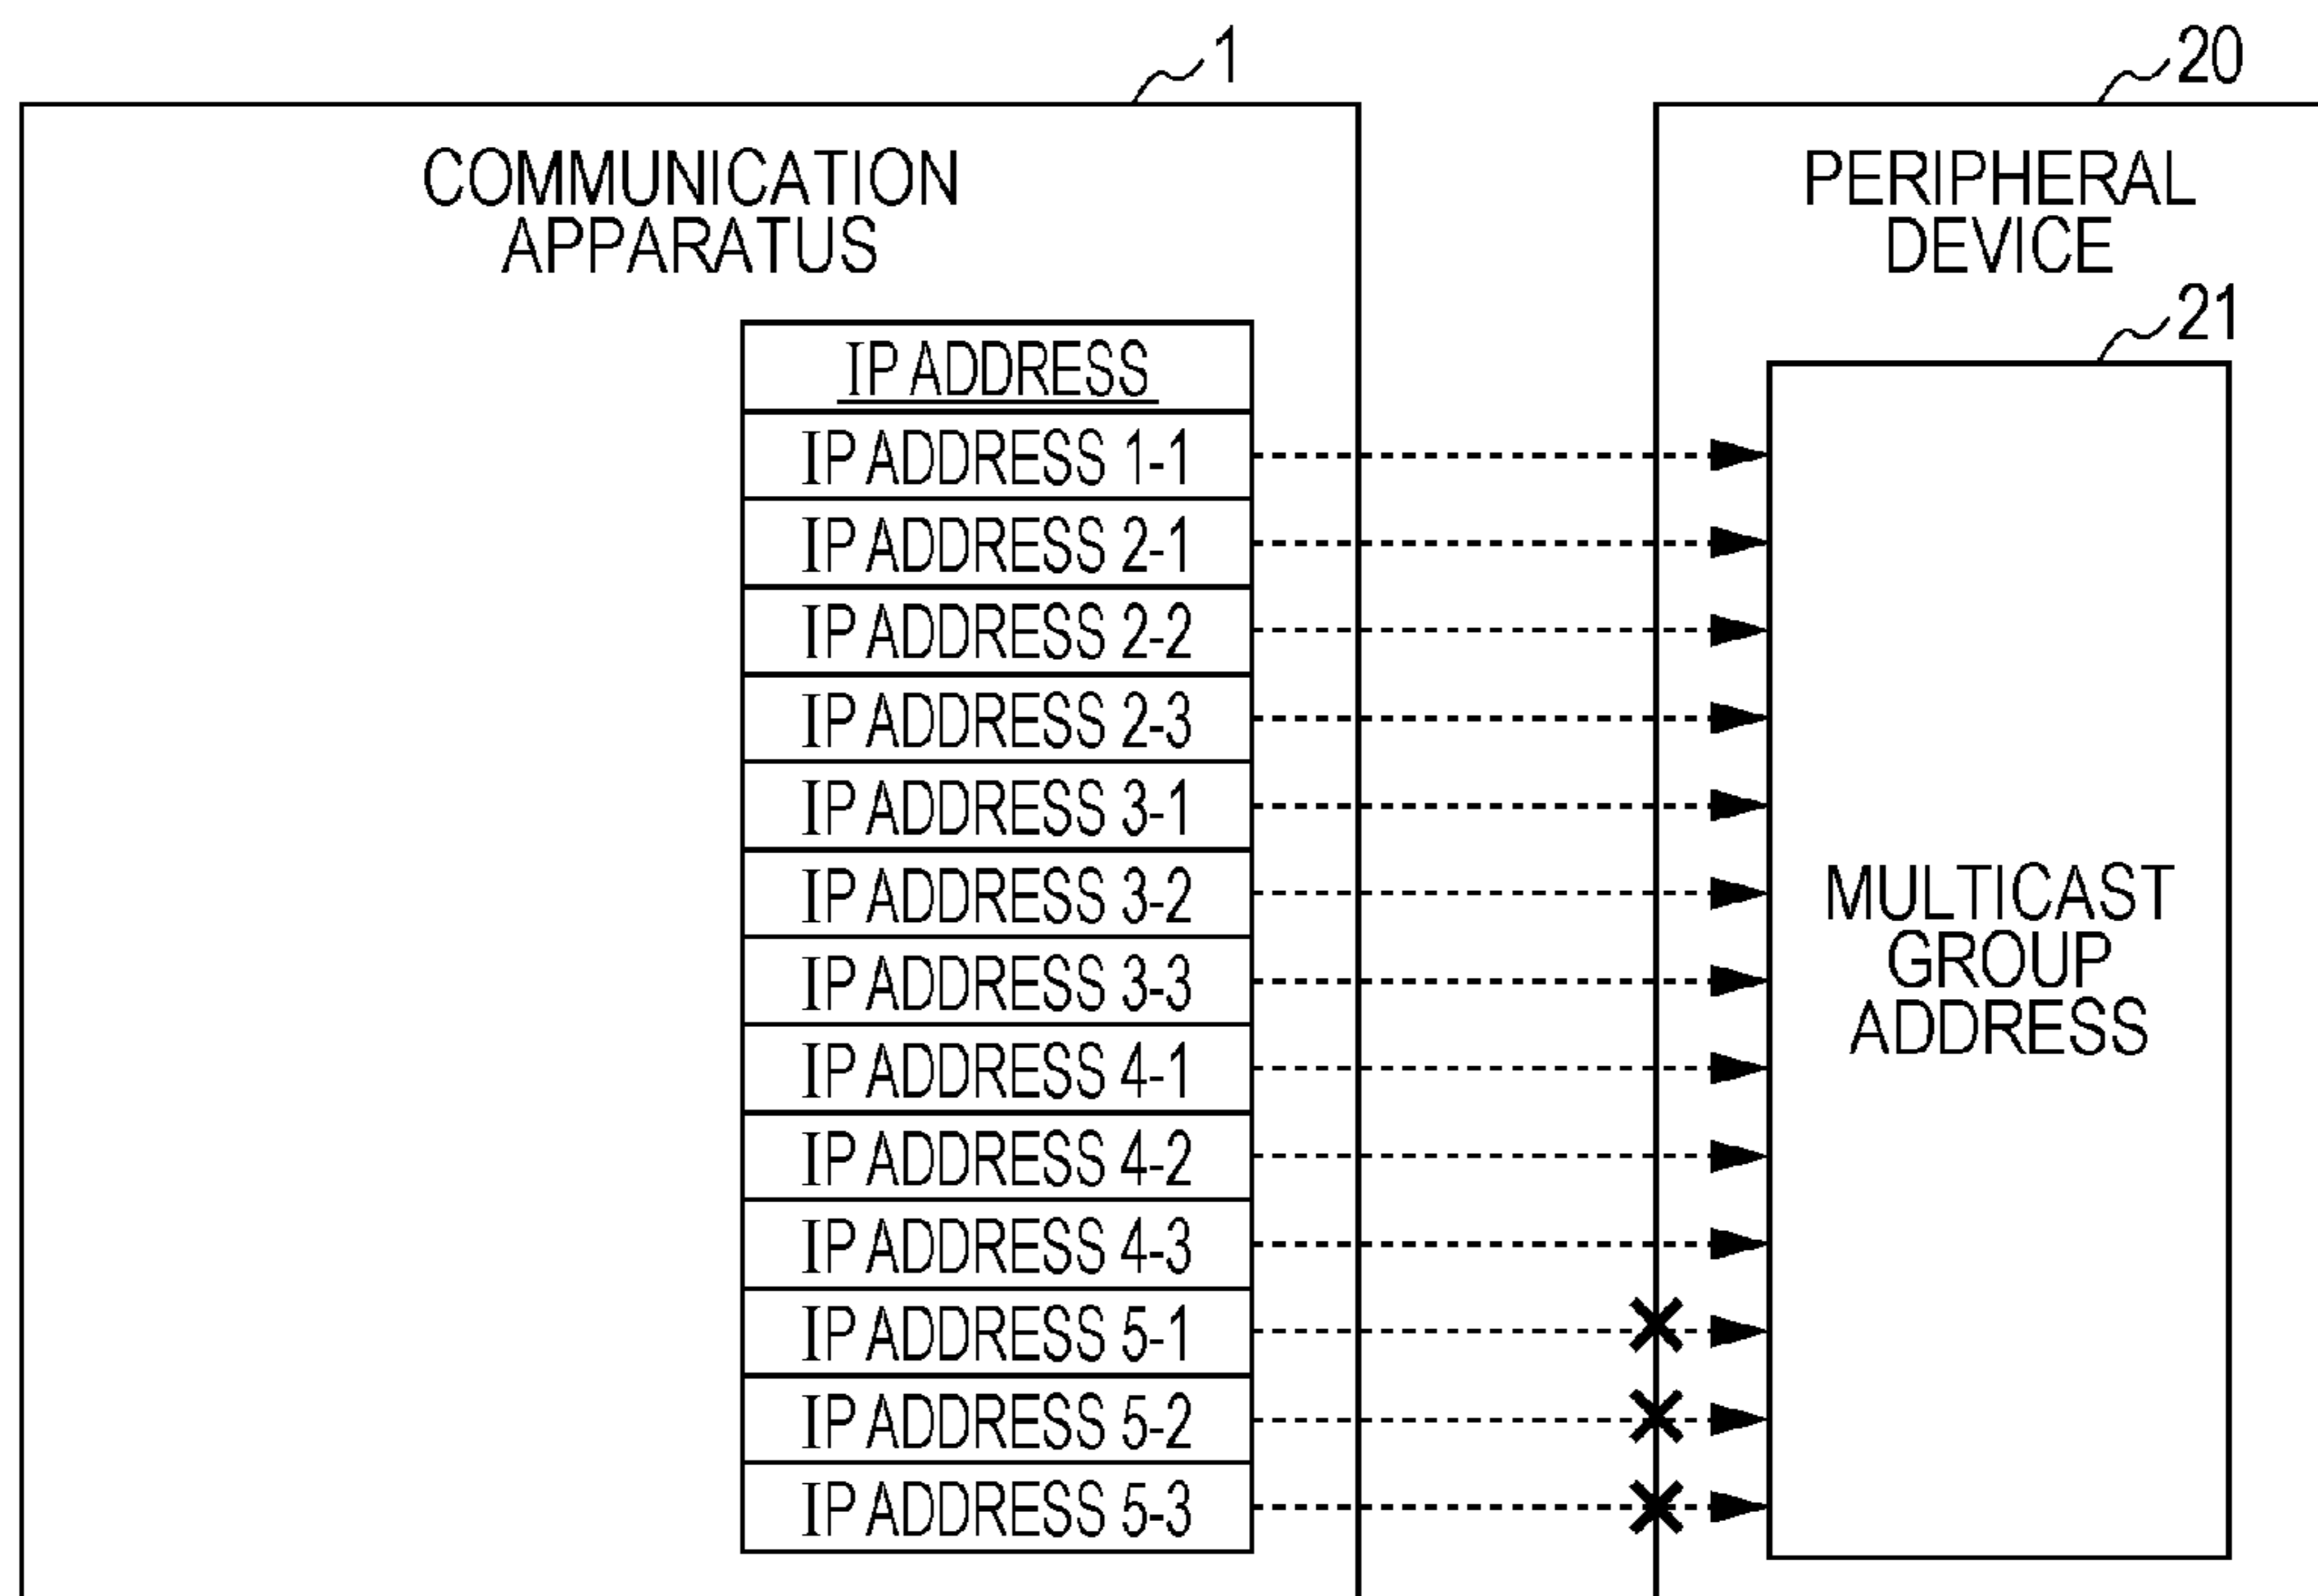 1
20
COMMUNICATION
APPARATUS
PERIPHERAL
DEVICE
21
IP ADDRESS
IP ADDRESS 1-1
IP ADDRESS 2-1
IP ADDRESS 2-2
IP ADDRESS 2-3
IP ADDRESS 3-1
IP ADDRESS 3-2
IP ADDRESS 3-3
IP ADDRESS 4-1
IP ADDRESS 4-2
IP ADDRESS 4-3
IP ADDRESS 5-1
IP ADDRESS 5-2
IP ADDRESS 5-3
MULTICAST
GROUP
ADDRESS